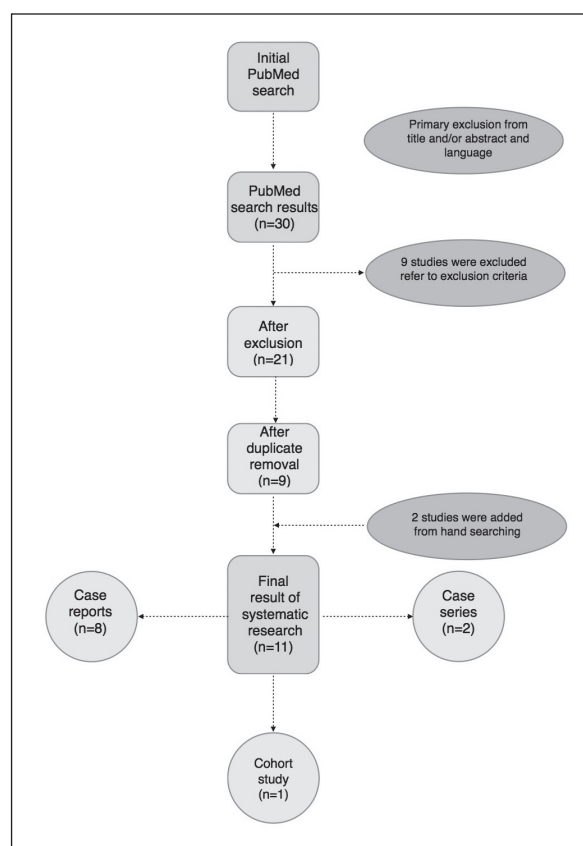 Initial
PubMed
search
Primary exclusion from
title and/or abstract and
language
PubMed
search results
(n=30)
9 studies were excluded
refer to exclusion criteria
After
exclusion
(n=21)
After
duplicate
removal
(n=9)
2 studies were added
from hand searching
Final
result of
systematic
research
(n=11)
Case
reports
(n=8)
Case
series
(n=2)
Cohort
study
(n=1)